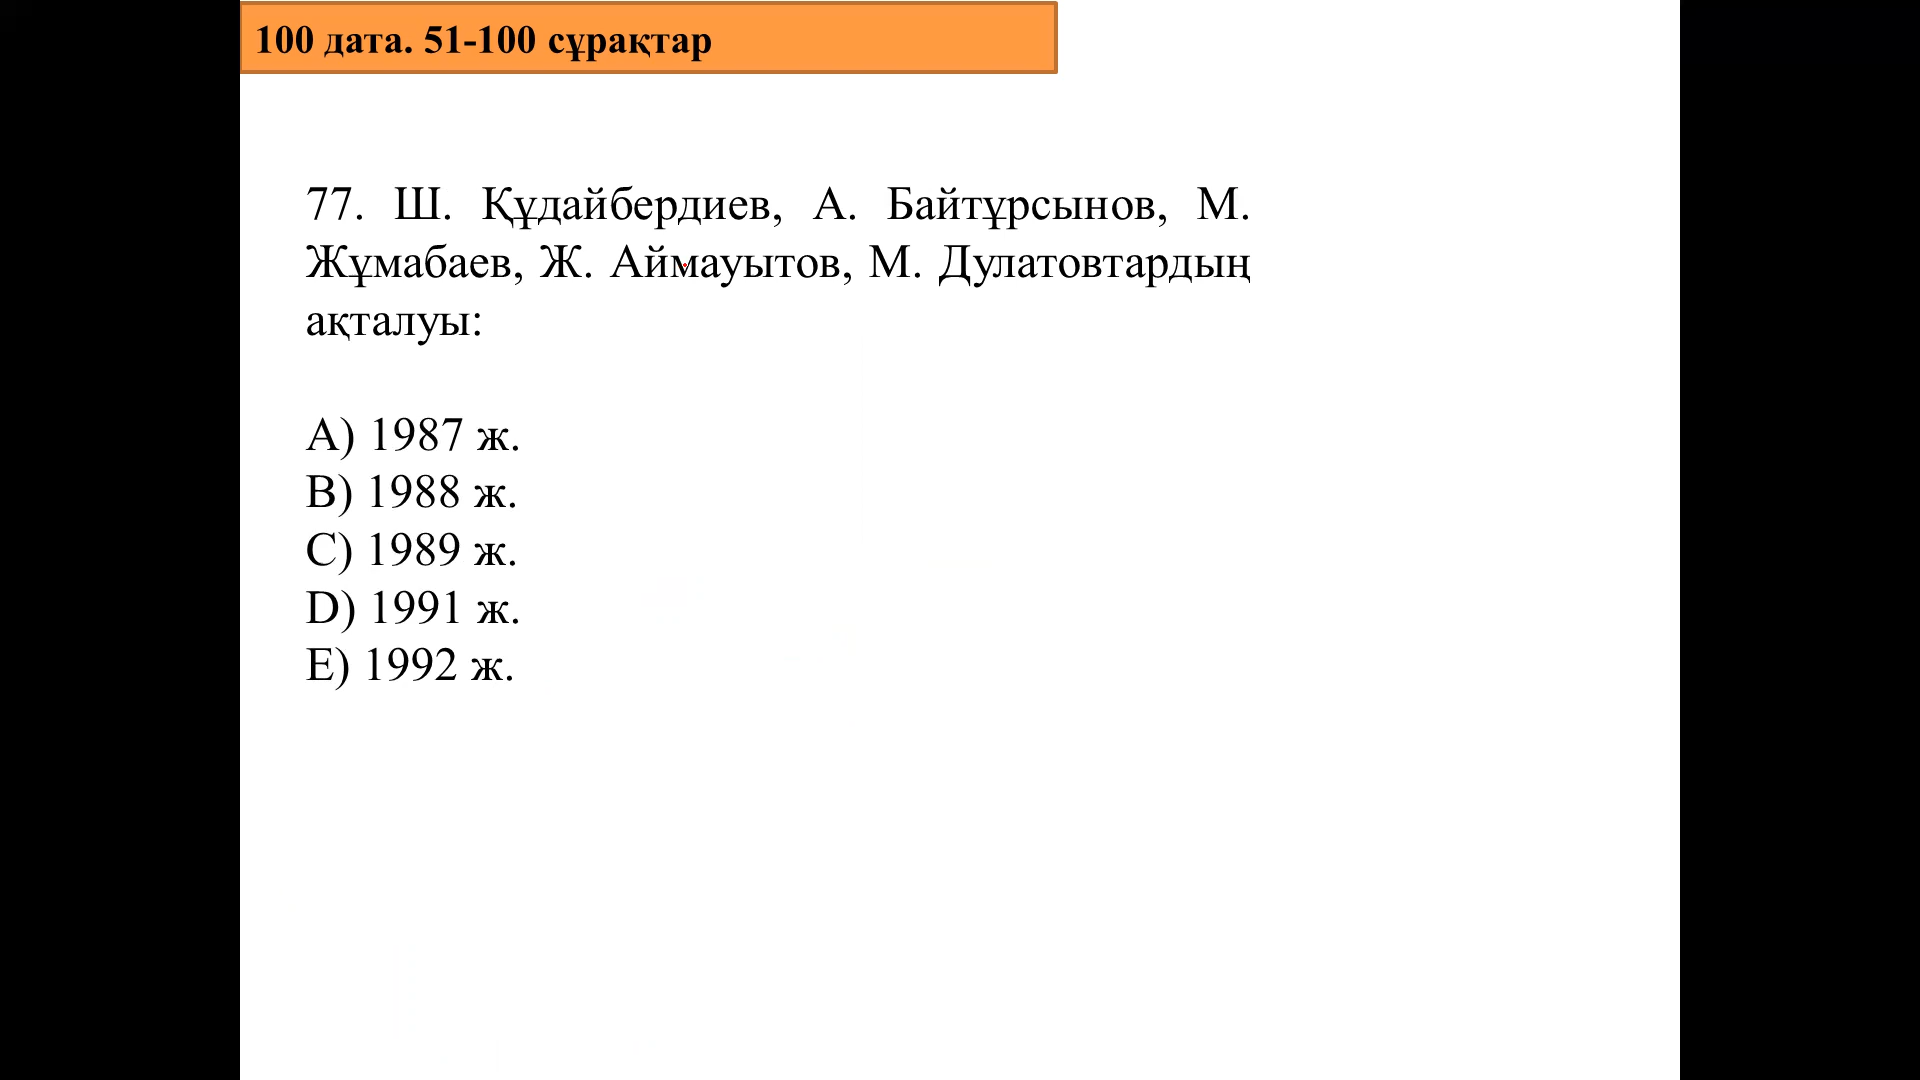 100 дата. 51-100 сұрақтар
77. Ш. Құдайбердиев, А. Байтұрсынов, М.
Жұмабаев, Ж. Аймауытов, М. Дулатовтардың
ақталуы:
A) 1987 ж.
B) 1988 ж.
C) 1989 ж.
D) 1991 ж.
E) 1992 ж.